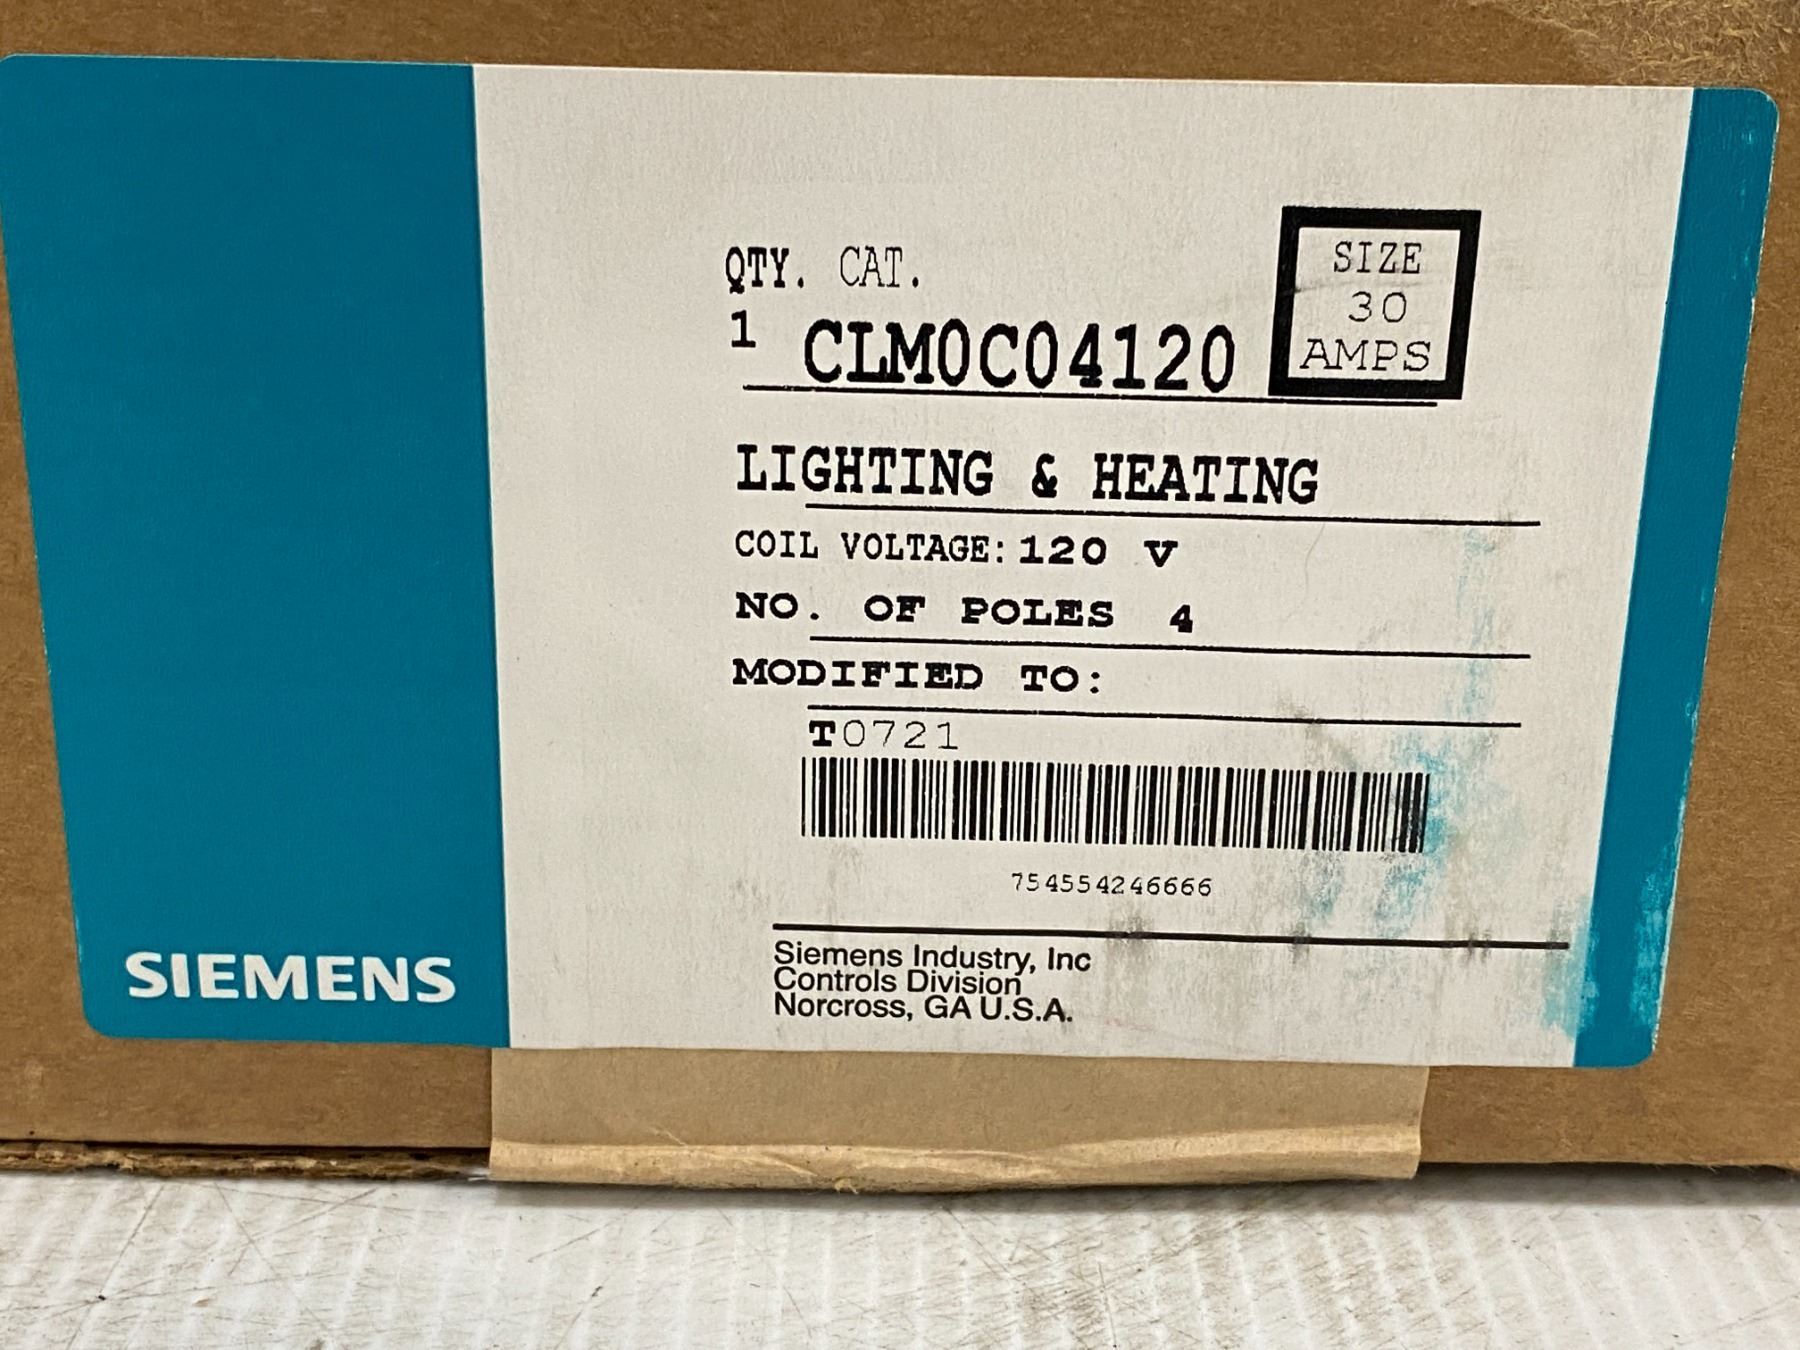 QTY. CAT.
1 CLM0C04120
SIZE
30
AMPS
LIGHTING & HEATING
COIL VOLTAGE: 120 V
NO. OF POLES 4
MODIFIED TO:
T0721
754554246666
SIEMENS
Siemens Industry, Inc
Controls Division
Norcross, GA U.S.A.